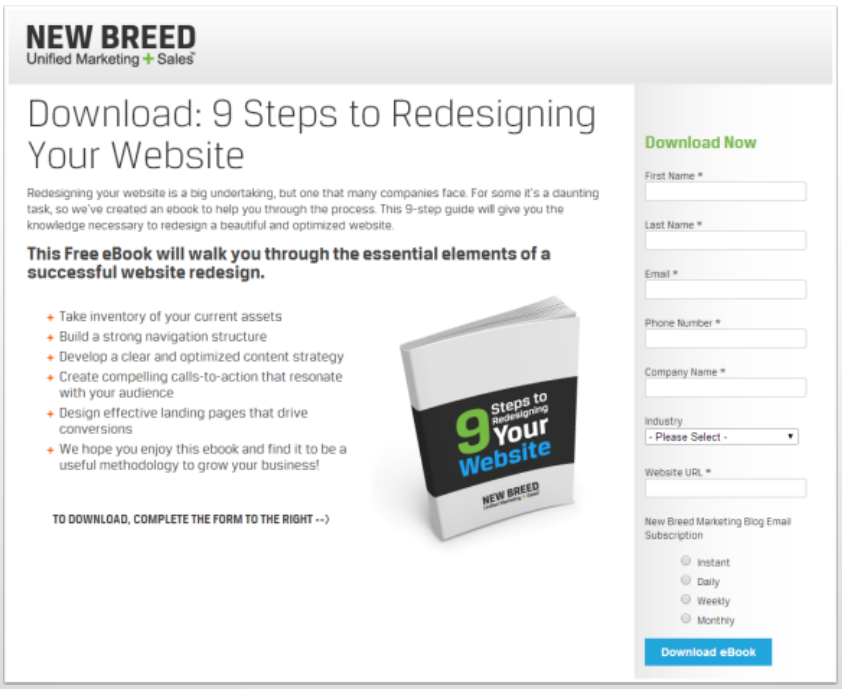 NEW BREED
Unified Marketing + Sales™
Download: 9 Steps to Redesigning
Your Website
Redesigning your website is a big undertaking, but one that many companies face. For some it's a daunting
task, so we've created an ebook to help you through the process. This 9-step guide will give you the
knowledge necessary to redesign a beautiful and optimized website.
This Free eBook will walk you through the essential elements of a
successful website redesign.
+ Take inventory of your current assets
+ Build a strong navigation structure
+ Develop a clear and optimized content strategy
+ Create compelling calls-to-action that resonate
with your audience
+ Design effective landing pages that drive
conversions
+ We hope you enjoy this ebook and find it to be a
useful methodology to grow your business!
TO DOWNLOAD, COMPLETE THE FORM TO THE RIGHT --〉
9 Steps to
Redesigning
Your
Website
NEW BREED
Unified Marketing + Sales
Download Now
First Name *
Last Name *
Email *
Phone Number *
Company Name *
Industry
- Please Select -
Website URL *
New Breed Marketing Blog Email
Subscription
Instant
Daily
Weekly
Monthly
Download eBook